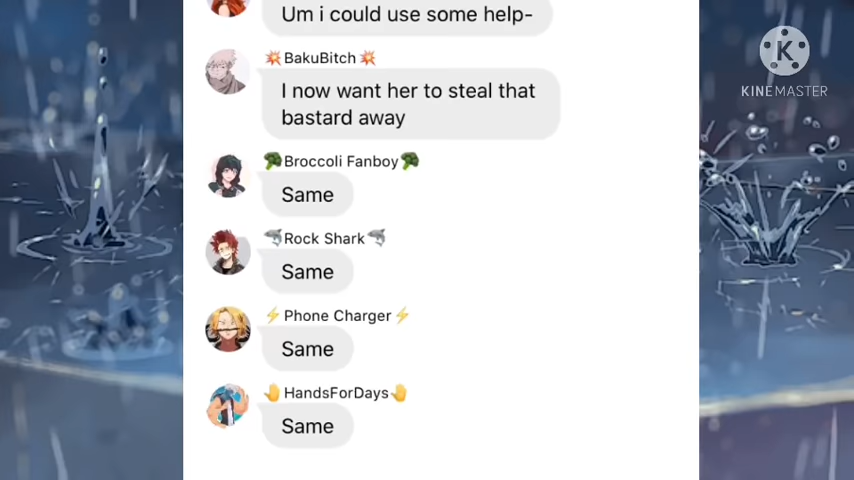 Um i could use some help-
💥BakuBitch💥
I now want her to steal that
bastard away
🥦Broccoli Fanboy🥦
Same
🦈Rock Shark🦈
Same
⚡Phone Charger⚡
Same
🤚HandsForDays🤚
Same
K
KINEMASTER